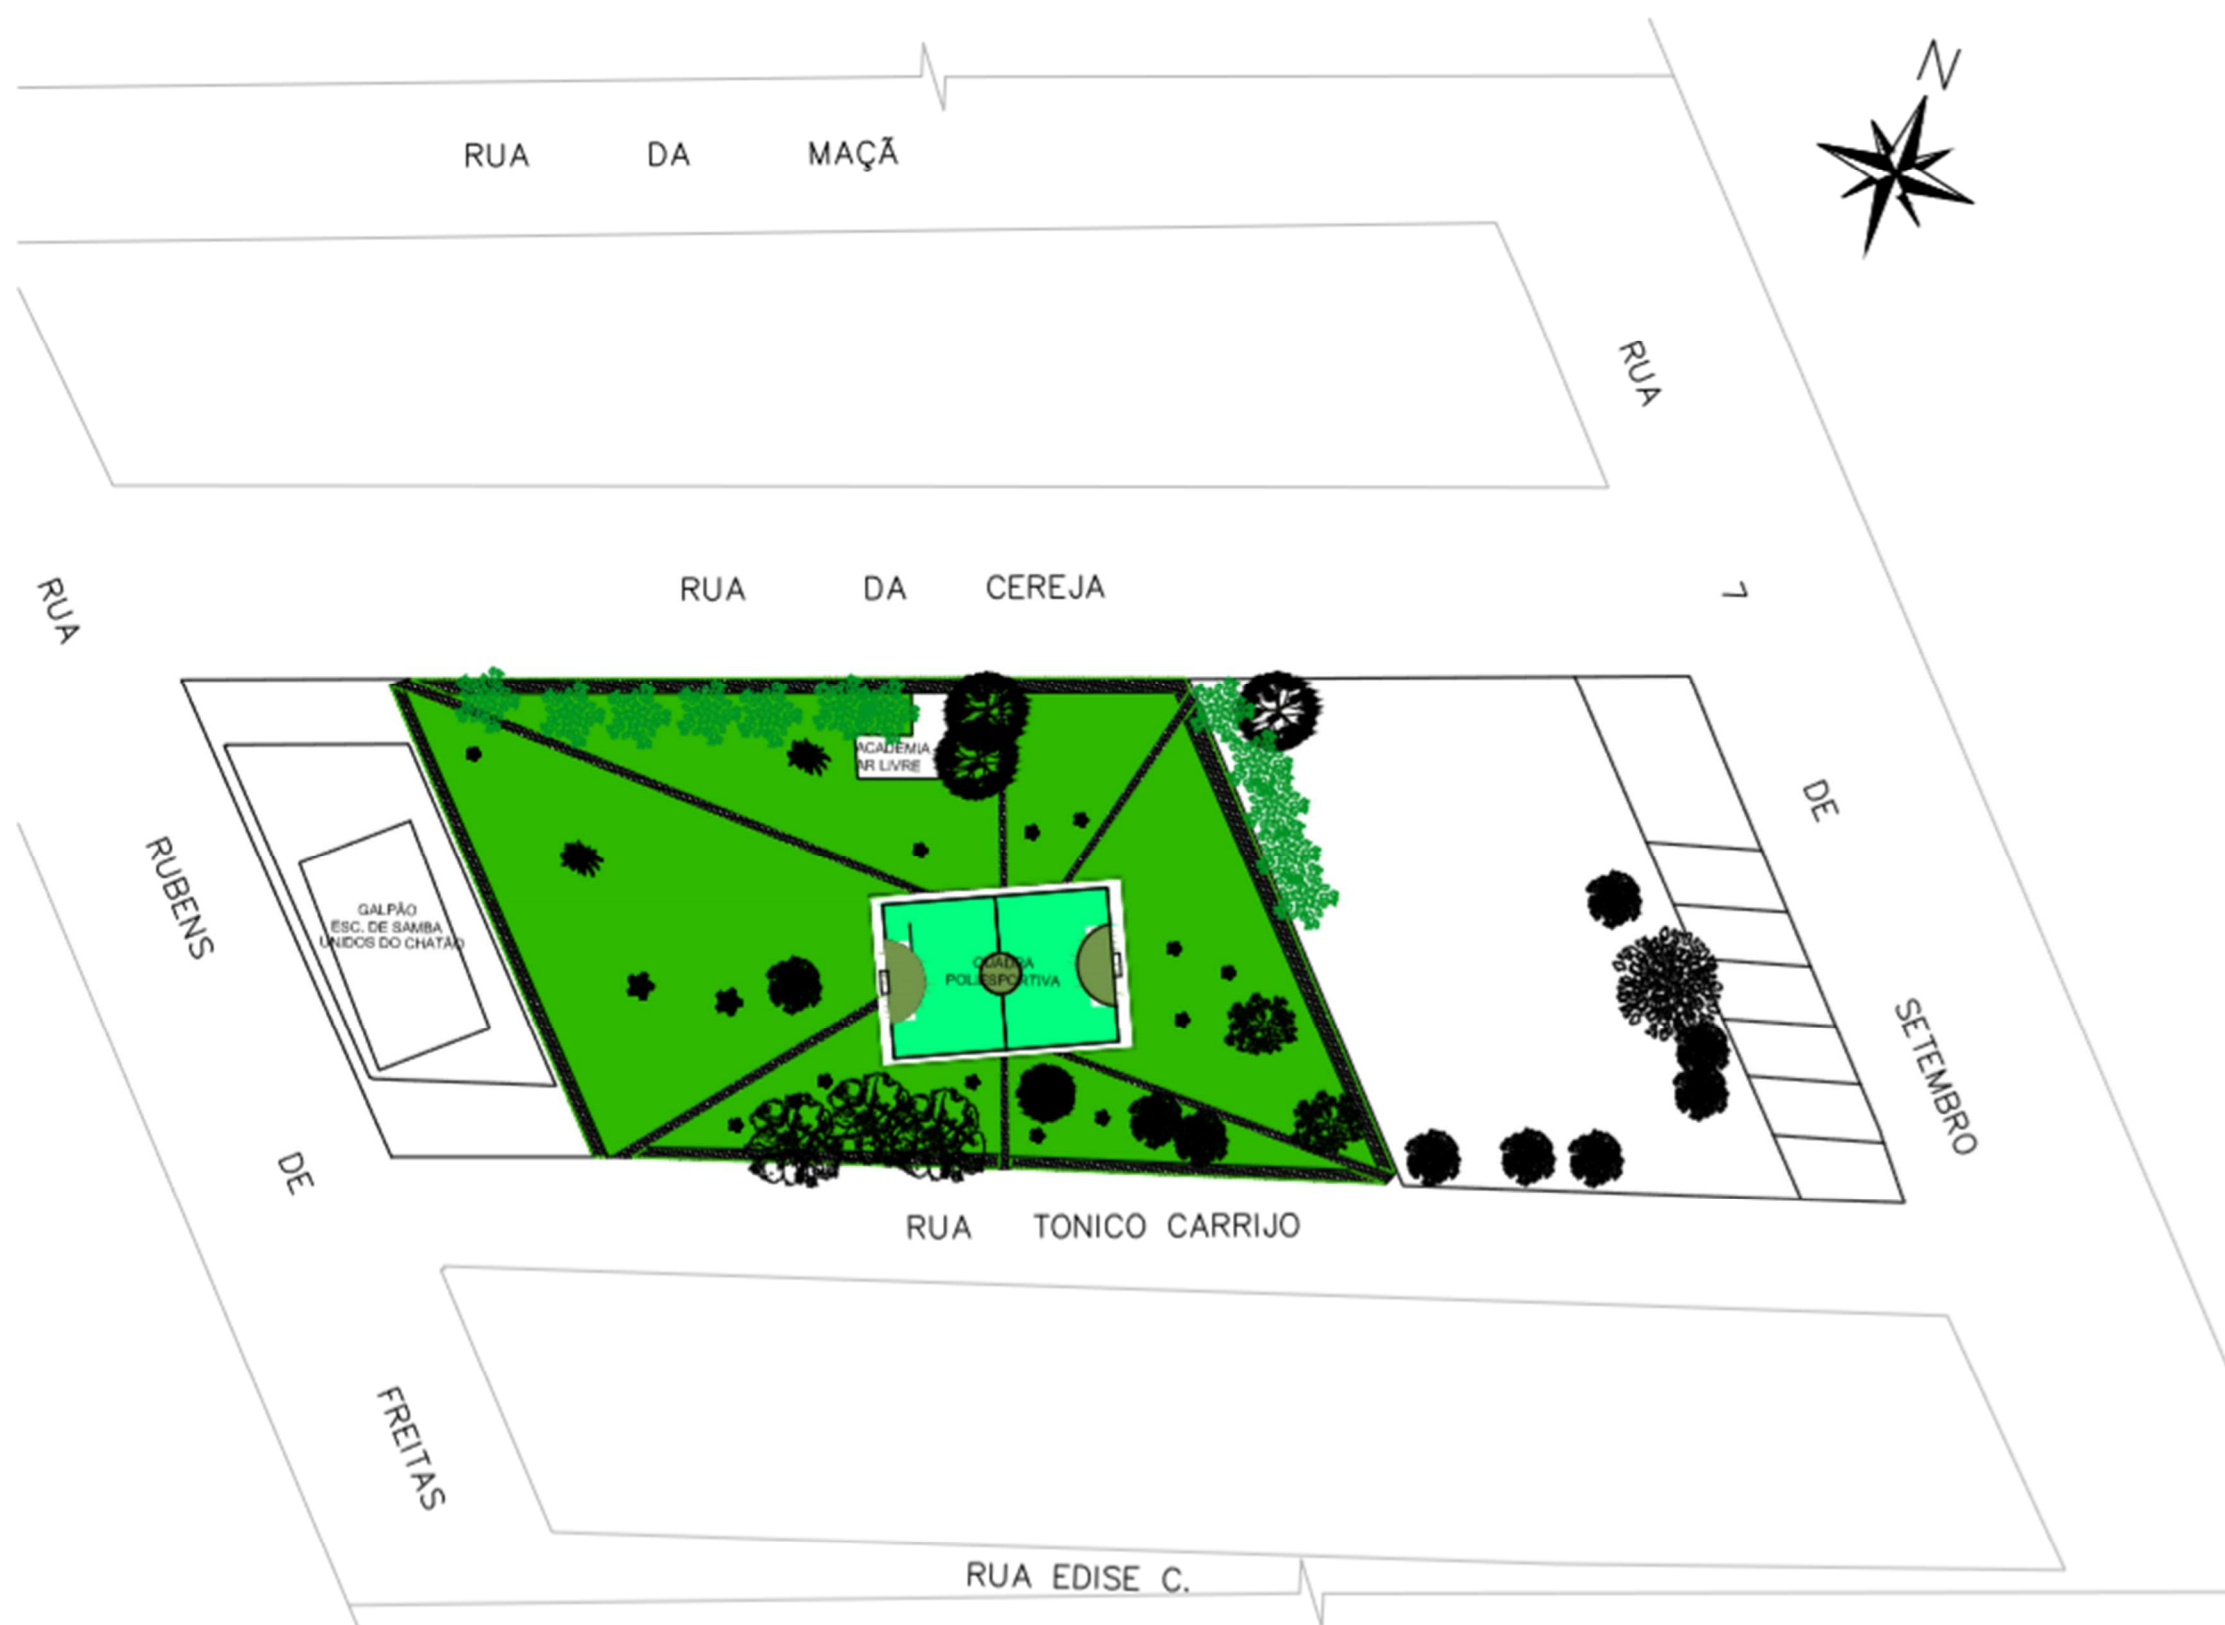 N
RUA DA MAÇÃ
RUA DA CEREJA
RUA 7 DE SETEMBRO
RUA RUBENS DE FREITAS
ACADEMIA
AR LIVRE
GALPÃO
ESC. DE SAMBA
UNIDOS DO CHATÃO
QUADRA
POLIESPORTIVA
RUA TONICO CARRIJO
RUA EDISE C.